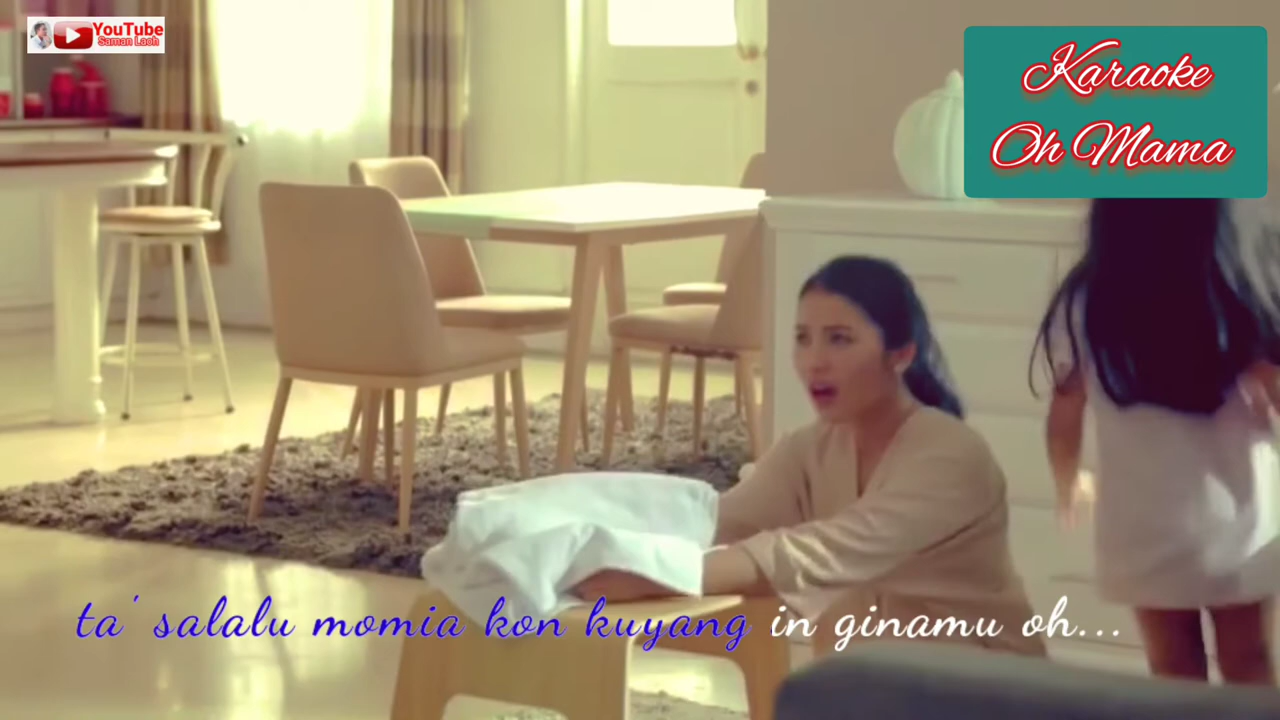 YouTube
Saman Laoh
Karaoke
Oh Mama
ta' salalu momia kon kuyang in ginamu oh...